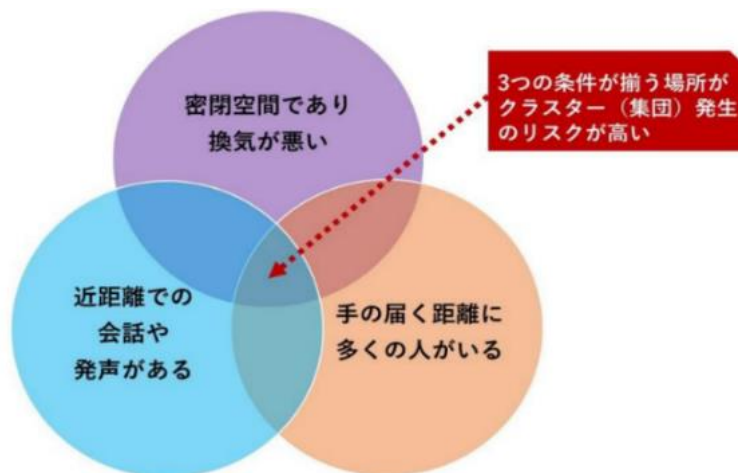 密閉空間であり
換気が悪い
3つの条件が揃う場所が
クラスター（集団）発生
のリスクが高い
近距離での
会話や
発声がある
手の届く距離に
多くの人がいる